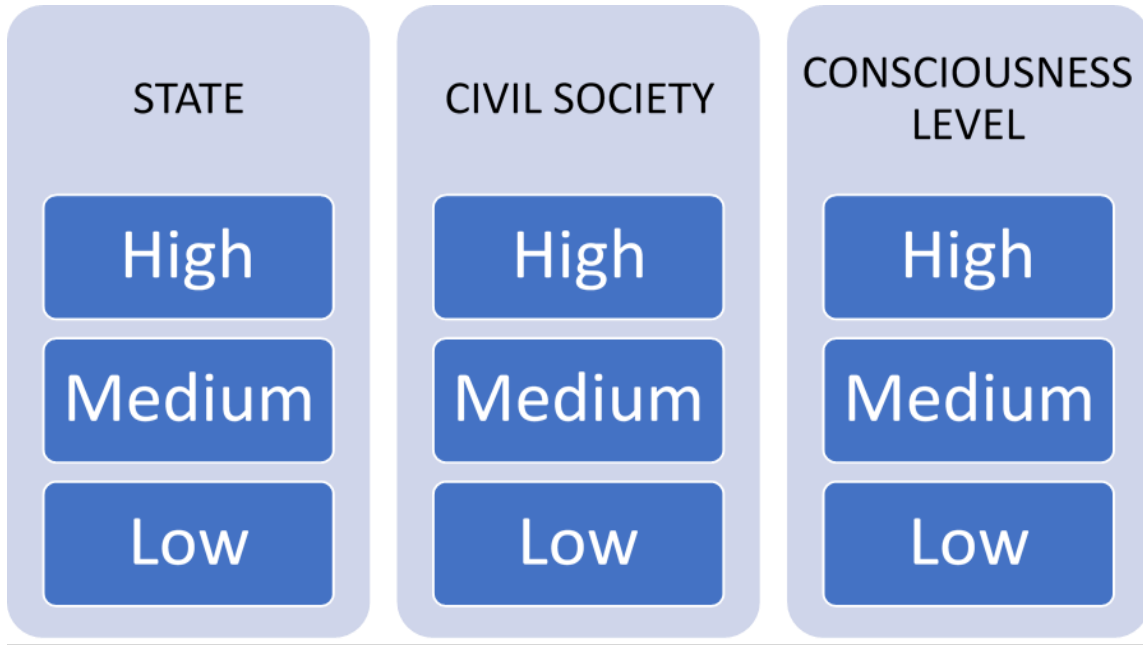 STATE
High
Medium
Low
CIVIL SOCIETY
High
Medium
Low
CONSCIOUSNESS
LEVEL
High
Medium
Low